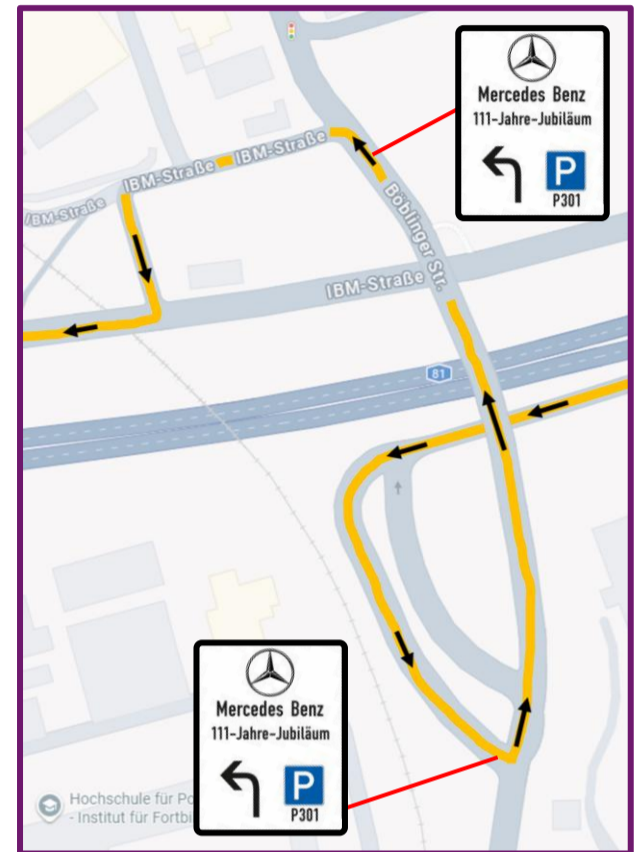 Mercedes Benz
111-Jahre-Jubiläum
P
P301
IBM-Straße
IBM-Straße
IBM-Straße
Böblinger Str.
IBM-Straße
81
Mercedes Benz
111-Jahre-Jubiläum
P
P301
Hochschule für Po
- Institut für Fortbi